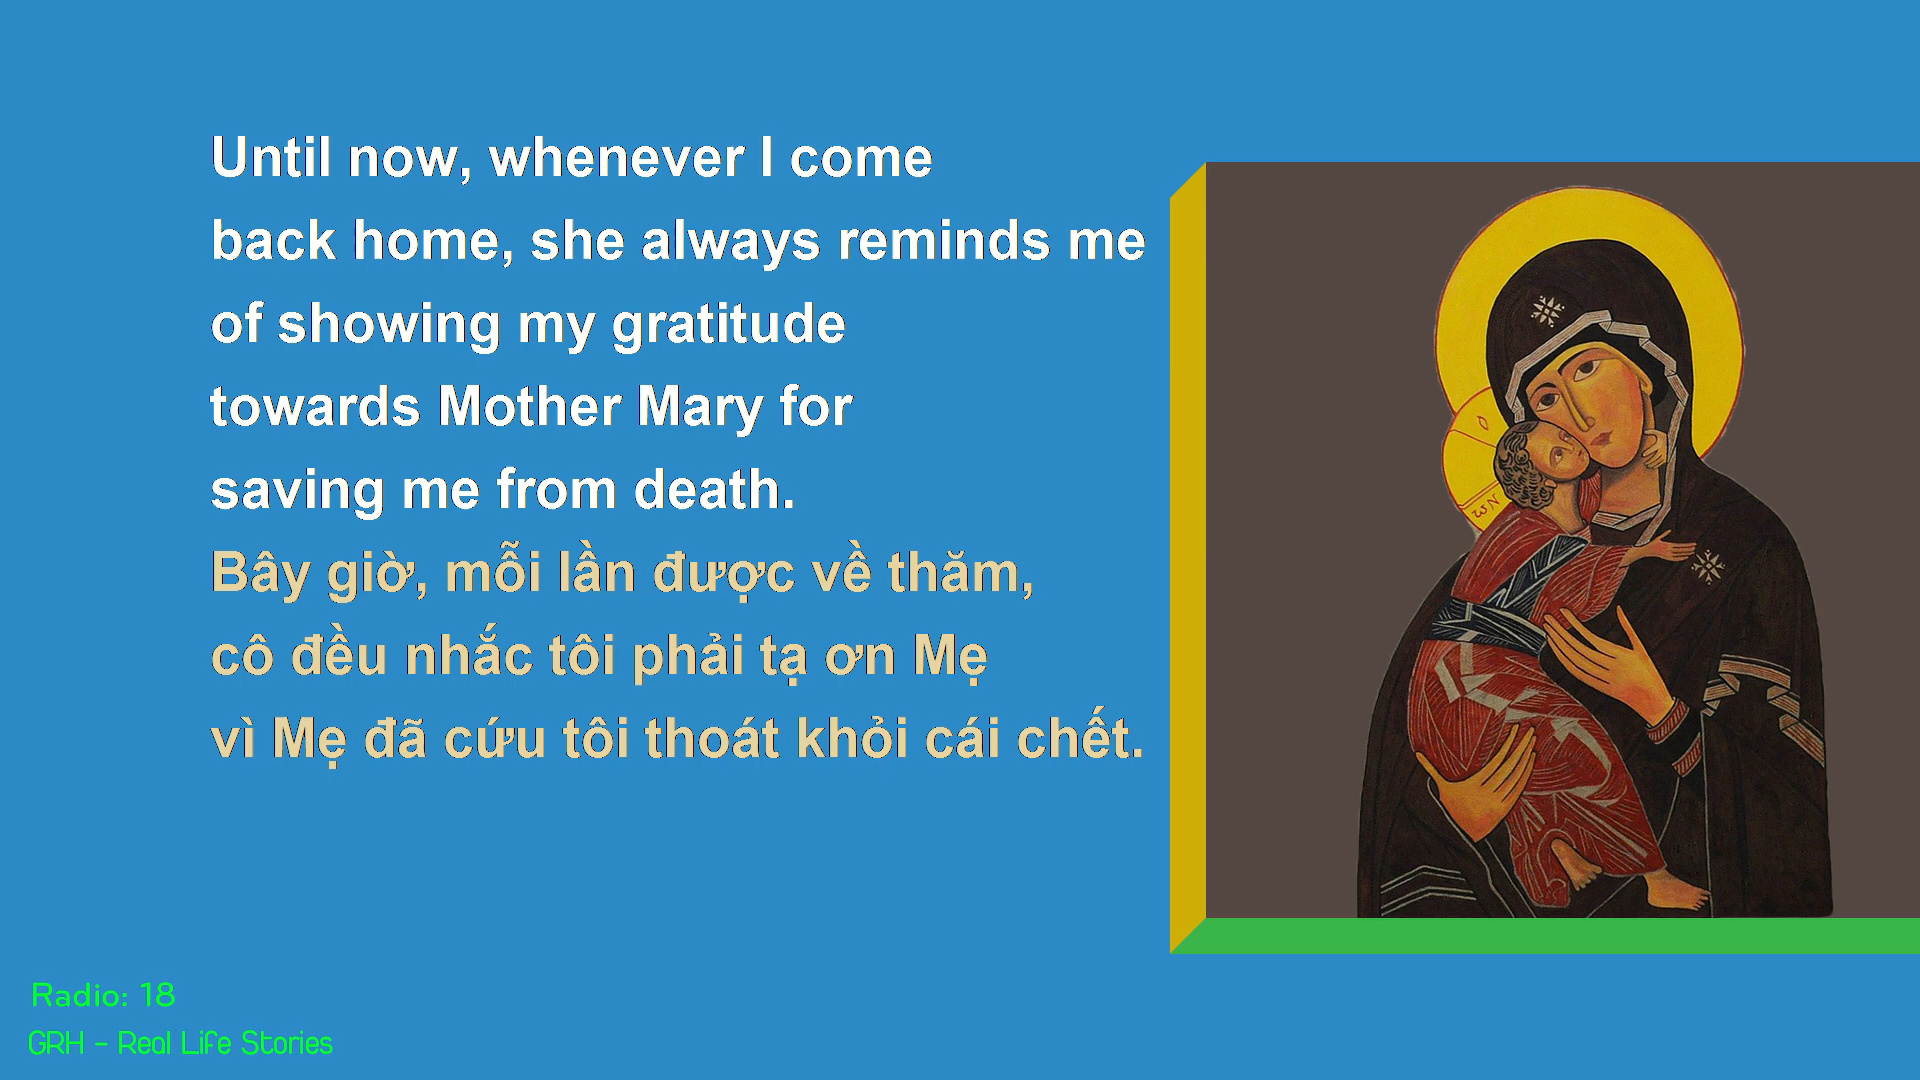 Until now, whenever I come
back home, she always reminds me
of showing my gratitude
towards Mother Mary for
saving me from death.
Bây giờ, mỗi lần được về thăm,
cô đều nhắc tôi phải tạ ơn Mẹ
vì Mẹ đã cứu tôi thoát khỏi cái chết.
Radio: 18
GRH - Real Life Stories